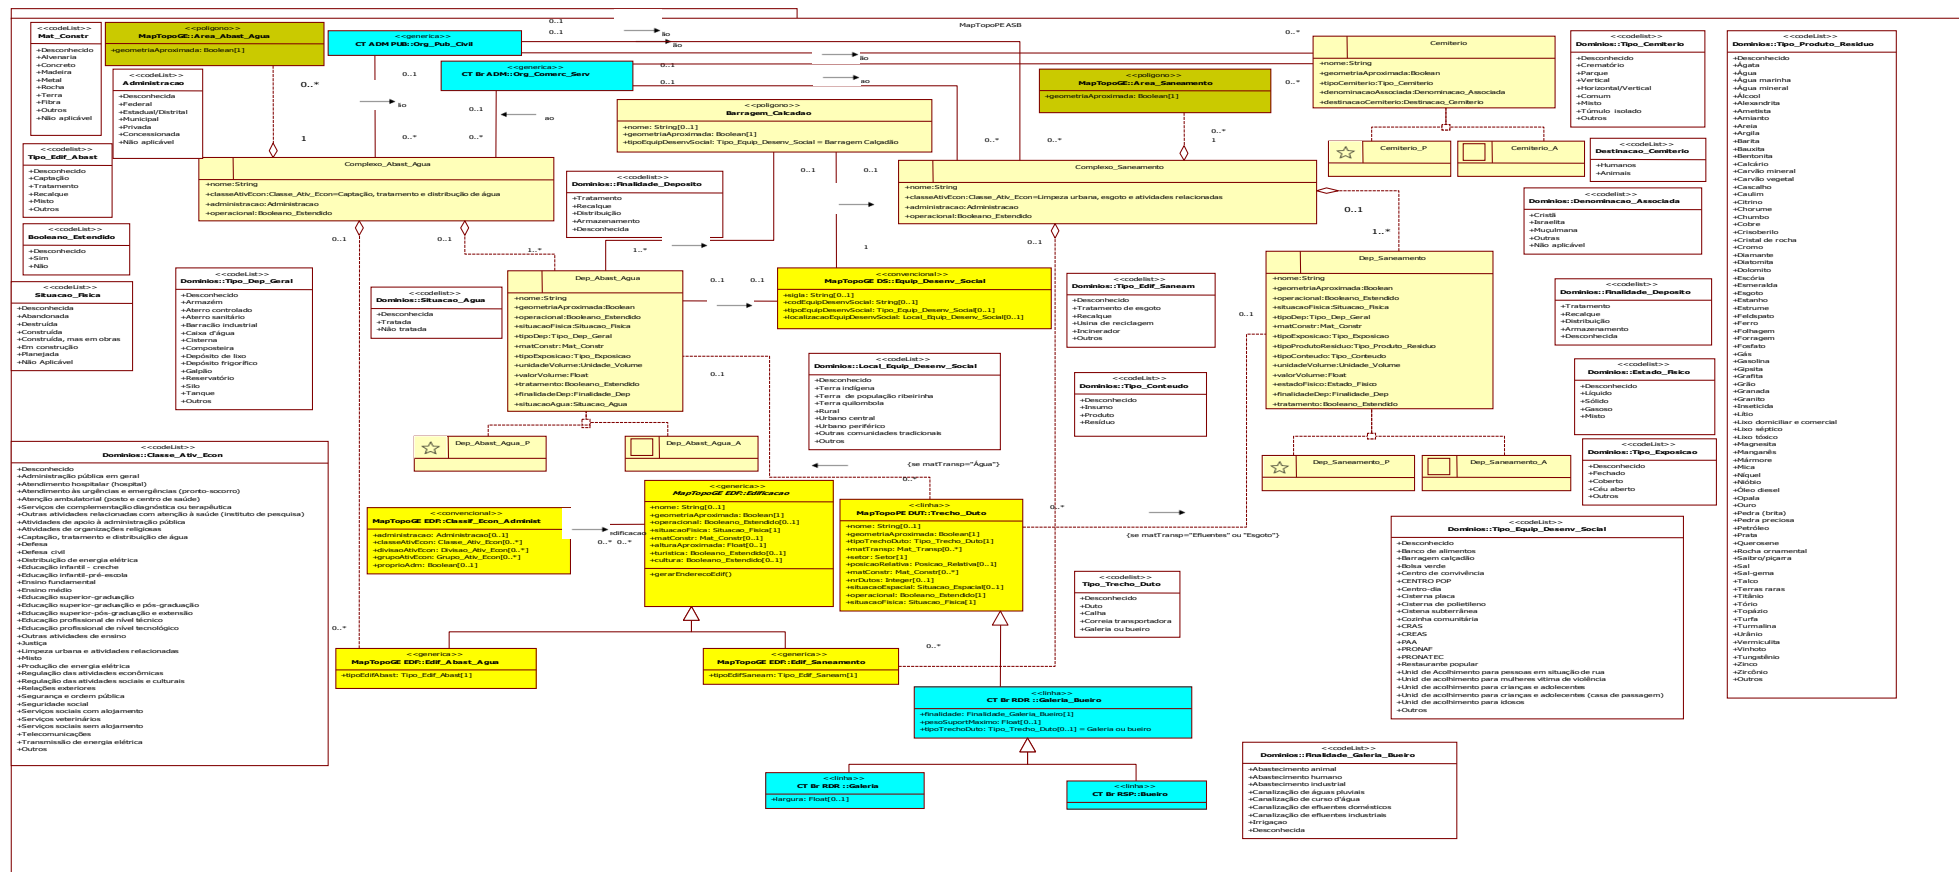 MapTopoPE ASB
<<codeList>>
Mat_Constr
+Desconhecido
+Alvenaria
+Concreto
+Madeira
+Metal
+Rocha
+Terra
+Fibra
+Outros
+Não aplicável
<<polígono>>
MapTopoGE::Area_Abast_Agua
+geometriaAproximada: Boolean[1]
<<codeList>>
Administracao
+Desconhecida
+Federal
+Estadual/Distrital
+Municipal
+Privada
+Concessionada
+Não aplicável
<<generica>>
CT ADM PUB::Org_Pub_Civil
<<generica>>
CT Br ADM::Org_Comerc_Serv
<<codeList>>
Tipo_Edif_Abast
+Desconhecido
+Captação
+Tratamento
+Recalque
+Misto
+Outros
<<codeList>>
Booleano_Estendido
+Desconhecido
+Sim
+Não
<<codeList>>
Situacao_Fisica
+Desconhecida
+Abandonada
+Destruída
+Construída
+Construída, mas em obras
+Em construção
+Planejada
+Não Aplicável
Complexo_Abast_Agua
+nome:String
+classeAtivEcon:Classe_Ativ_Econ=Captação, tratamento e distribuição de água
+administracao:Administracao
+operacional:Booleano_Estendido
<<polígono>>
Barragem_Calcadao
+nome: String[0..1]
+geometriaAproximada: Boolean[1]
+tipoEquipDesenvSocial: Tipo_Equip_Desenv_Social = Barragem Calçadão
<<codelist>>
Dominios::Finalidade_Deposito
+Tratamento
+Recalque
+Distribuição
+Armazenamento
+Desconhecida
<<polígono>>
MapTopoGE::Area_Saneamento
+geometriaAproximada: Boolean[1]
Complexo_Saneamento
+nome:String
+classeAtivEcon:Classe_Ativ_Econ=Limpeza urbana, esgoto e atividades relacionadas
+administracao:Administracao
+operacional:Booleano_Estendido
Cemiterio
+nome:String
+geometriaAproximada:Boolean
+tipoCemiterio:Tipo_Cemiterio
+denominacaoAssociada:Denominacao_Associada
+destinacaoCemiterio:Destinacao_Cemiterio
Cemiterio_P
Cemiterio_A
<<codelist>>
Dominios::Tipo_Cemiterio
+Desconhecido
+Crematório
+Parque
+Vertical
+Horizontal/Vertical
+Comum
+Misto
+Túmulo isolado
+Outros
<<codeList>>
Destinacao_Cemiterio
+Humanos
+Animais
<<codeList>>
Dominios::Denominacao_Associada
+Cristã
+Israelita
+Muçulmana
+Outras
+Não aplicável
<<codeList>>
Dominios::Tipo_Produto_Residuo
+Desconhecido
+Ágata
+Água
+Água marinha
+Água mineral
+Álcool
+Alexandrita
+Ametista
+Amianto
+Areia
+Argila
+Barita
+Bauxita
+Bentonita
+Calcário
+Carvão mineral
+Carvão vegetal
+Cascalho
+Caulim
+Citrino
+Chorume
+Chumbo
+Cobre
+Crisoberilo
+Cristal de rocha
+Cromo
+Diamante
+Diatomita
+Dolomito
+Escória
+Esmeralda
+Esgoto
+Estanho
+Estrume
+Feldspato
+Ferro
+Folhagem
+Forragem
+Fosfato
+Gás
+Gasolina
+Gipsita
+Grafita
+Grão
+Granada
+Granito
+Inseticida
+Lítio
+Lixo domiciliar e comercial
+Lixo séptico
+Lixo tóxico
+Magnesita
+Manganês
+Mármore
+Mica
+Níquel
+Nióbio
+Óleo diesel
+Opala
+Ouro
+Pedra (brita)
+Pedra preciosa
+Petróleo
+Prata
+Querosene
+Rocha ornamental
+Saibro/piçarra
+Sal
+Sal-gema
+Talco
+Terras raras
+Titânio
+Tório
+Topázio
+Turfa
+Turmalina
+Urânio
+Vermiculita
+Vinhoto
+Tungstênio
+Zinco
+Zircônio
+Outros
<<codeList>>
Dominios::Tipo_Dep_Geral
+Desconhecido
+Armazém
+Aterro controlado
+Aterro sanitário
+Barracão industrial
+Caixa d'água
+Cisterna
+Composteira
+Depósito de lixo
+Depósito frigorífico
+Galpão
+Reservatório
+Silo
+Tanque
+Outros
<<codeList>>
Dominios::Situacao_Agua
+Desconhecida
+Tratada
+Não tratada
Dep_Abast_Agua
+nome:String
+geometriaAproximada:Boolean
+operacional:Booleano_Estendido
+situacaoFisica:Situacao_Fisica
+tipoDep:Tipo_Dep_Geral
+matConstr:Mat_Constr
+tipoExposicao:Tipo_Exposicao
+unidadeVolume:Unidade_Volume
+valorVolume:Float
+tratamento:Booleano_Estendido
+finalidadeDep:Finalidade_Dep
+situacaoAgua:Situacao_Agua
Dep_Abast_Agua_P
Dep_Abast_Agua_A
<<convencional>>
MapTopoGE DS::Equip_Desenv_Social
+sigla: String[0..1]
+codEquipDesenvSocial: String[0..1]
+tipoEquipDesenvSocial: Tipo_Equip_Desenv_Social[0..1]
+localizacaoEquipDesenvSocial: Local_Equip_Desenv_Social[0..1]
<<codeList>>
Dominios::Tipo_Edif_Saneam
+Desconhecido
+Tratamento de esgoto
+Recalque
+Usina de reciclagem
+Incinerador
+Outros
Dep_Saneamento
+nome:String
+geometriaAproximada:Boolean
+operacional:Booleano_Estendido
+situacaoFisica:Situacao_Fisica
+tipoDep:Tipo_Dep_Geral
+matConstr:Mat_Constr
+tipoExposicao:Tipo_Exposicao
+tipoProdutoResiduo:Tipo_Produto_Residuo
+tipoConteudo:Tipo_Conteudo
+unidadeVolume:Unidade_Volume
+valorVolume:Float
+estadoFisico:Estado_Fisico
+finalidadeDep:Finalidade_Dep
+tratamento:Booleano_Estendido
Dep_Saneamento_P
Dep_Saneamento_A
<<codelist>>
Dominios::Finalidade_Deposito
+Tratamento
+Recalque
+Distribuição
+Armazenamento
+Desconhecida
<<codeList>>
Dominios::Estado_Fisico
+Desconhecido
+Líquido
+Sólido
+Gasoso
+Misto
<<codeList>>
Dominios::Tipo_Exposicao
+Desconhecido
+Fechado
+Coberto
+Céu aberto
+Outros
<<codeList>>
Dominios::Local_Equip_Desenv_Social
+Desconhecido
+Terra indígena
+Terra de população ribeirinha
+Terra quilombola
+Rural
+Urbano central
+Urbano periférico
+Outras comunidades tradicionais
+Outros
<<codeList>>
Dominios::Tipo_Conteudo
+Desconhecido
+Insumo
+Produto
+Resíduo
<<codeList>>
Dominios::Classe_Ativ_Econ
+Desconhecido
+Administração pública em geral
+Atendimento hospitalar (hospital)
+Atendimento às urgências e emergências (pronto-socorro)
+Atenção ambulatorial (posto e centro de saúde)
+Serviços de complementação diagnóstica ou terapêutica
+Outras atividades relacionadas com atenção à saúde (instituto de pesquisa)
+Atividades de apoio à administração pública
+Atividades de organizações religiosas
+Captação, tratamento e distribuição de água
+Defesa
+Defesa civil
+Distribuição de energia elétrica
+Educação infantil - creche
+Educação infantil-pré-escola
+Ensino fundamental
+Ensino médio
+Educação superior-graduação
+Educação superior-graduação e pós-graduação
+Educação superior-pós-graduação e extensão
+Educação profissional de nível técnico
+Educação profissional de nível tecnológico
+Outras atividades de ensino
+Justiça
+Limpeza urbana e atividades relacionadas
+Misto
+Produção de energia elétrica
+Regulação das atividades econômicas
+Regulação das atividades sociais e culturais
+Relações exteriores
+Segurança e ordem pública
+Seguridade social
+Serviços sociais com alojamento
+Serviços veterinários
+Serviços sociais sem alojamento
+Telecomunicações
+Transmissão de energia elétrica
+Outros
<<convencional>>
MapTopoGE EDF::Classif_Econ_Administ
+administracao: Administracao[0..1]
+classeAtivEcon: Classe_Ativ_Econ[0..*]
+divisaoAtivEcon: Divisao_Ativ_Econ[0..*]
+grupoAtivEcon: Grupo_Ativ_Econ[0..*]
+proprioAdm: Boolean[0..1]
<<generica>>
MapTopoGE EDF::Edificacao
+nome: String[0..1]
+geometriaAproximada: Boolean[1]
+operacional: Booleano_Estendido[0..1]
+situacaoFisica: Situacao_Fisica[1]
+matConstr: Mat_Constr[0..1]
+alturaAproximada: Float[0..1]
+turistica: Booleano_Estendido[0..1]
+cultura: Booleano_Estendido[0..1]
+gerarEnderecoEdif()
{se matTransp="Água"}
<<linha>>
MapTopoPE DUT::Trecho_Duto
+nome: String[0..1]
+geometriaAproximada: Boolean[1]
+tipoTrechoDuto: Tipo_Trecho_Duto[1]
+matTransp: Mat_Transp[0..*]
+setor: Setor[1]
+posicaoRelativa: Posicao_Relativa[0..1]
+matConstr: Mat_Constr[0..*]
+nrDutos: Integer[0..1]
+situacaoEspacial: Situacao_Espacial[0..1]
+operacional: Booleano_Estendido[1]
+situacaoFisica: Situacao_Fisica[1]
{se matTransp="Efluentes" ou "Esgoto"}
<<codelist>>
Tipo_Trecho_Duto
+Desconhecido
+Duto
+Calha
+Correia transportadora
+Galeria ou bueiro
<<codeList>>
Dominios::Tipo_Equip_Desenv_Social
+Desconhecido
+Banco de alimentos
+Barragem calçadão
+Bolsa verde
+Centro de convivência
+CENTRO POP
+Centro-dia
+Cisterna placa
+Cisterna de polietileno
+Cistena subterrânea
+Cozinha comunitária
+CRAS
+CREAS
+PAA
+PRONAF
+PRONATEC
+Restaurante popular
+Unid de Acolhimento para pessoas em situação de rua
+Unid de acolhimento para mulheres vítima de violência
+Unid de acolhimento para crianças e adolecentes
+Unid de acolhimento para crianças e adolecentes (casa de passagem)
+Unid de acolhimento para idosos
+Outros
<<generica>>
MapTopoGE EDF::Edif_Abast_Agua
+tipoEdifAbast: Tipo_Edif_Abast[1]
<<generica>>
MapTopoGE EDF::Edif_Saneamento
+tipoEdifSaneam: Tipo_Edif_Saneam[1]
<<linha>>
CT Br RDR ::Galeria_Bueiro
+finalidade: Finalidade_Galeria_Bueiro[1]
+pesoSuportMaximo: Float[0..1]
+tipoTrechoDuto: Tipo_Trecho_Duto[0..1] = Galeria ou bueiro
<<linha>>
CT Br RDR ::Galeria
+largura: Float[0..1]
<<linha>>
CT Br RSP::Bueiro
<<codeList>>
Dominios::Finalidade_Galeria_Bueiro
+Abastecimento animal
+Abastecimento humano
+Abastecimento industrial
+Canalização de águas pluviais
+Canalização de curso d'água
+Canalização de efluentes domésticos
+Canalização de efluentes industriais
+Irrigaçao
+Desconhecida